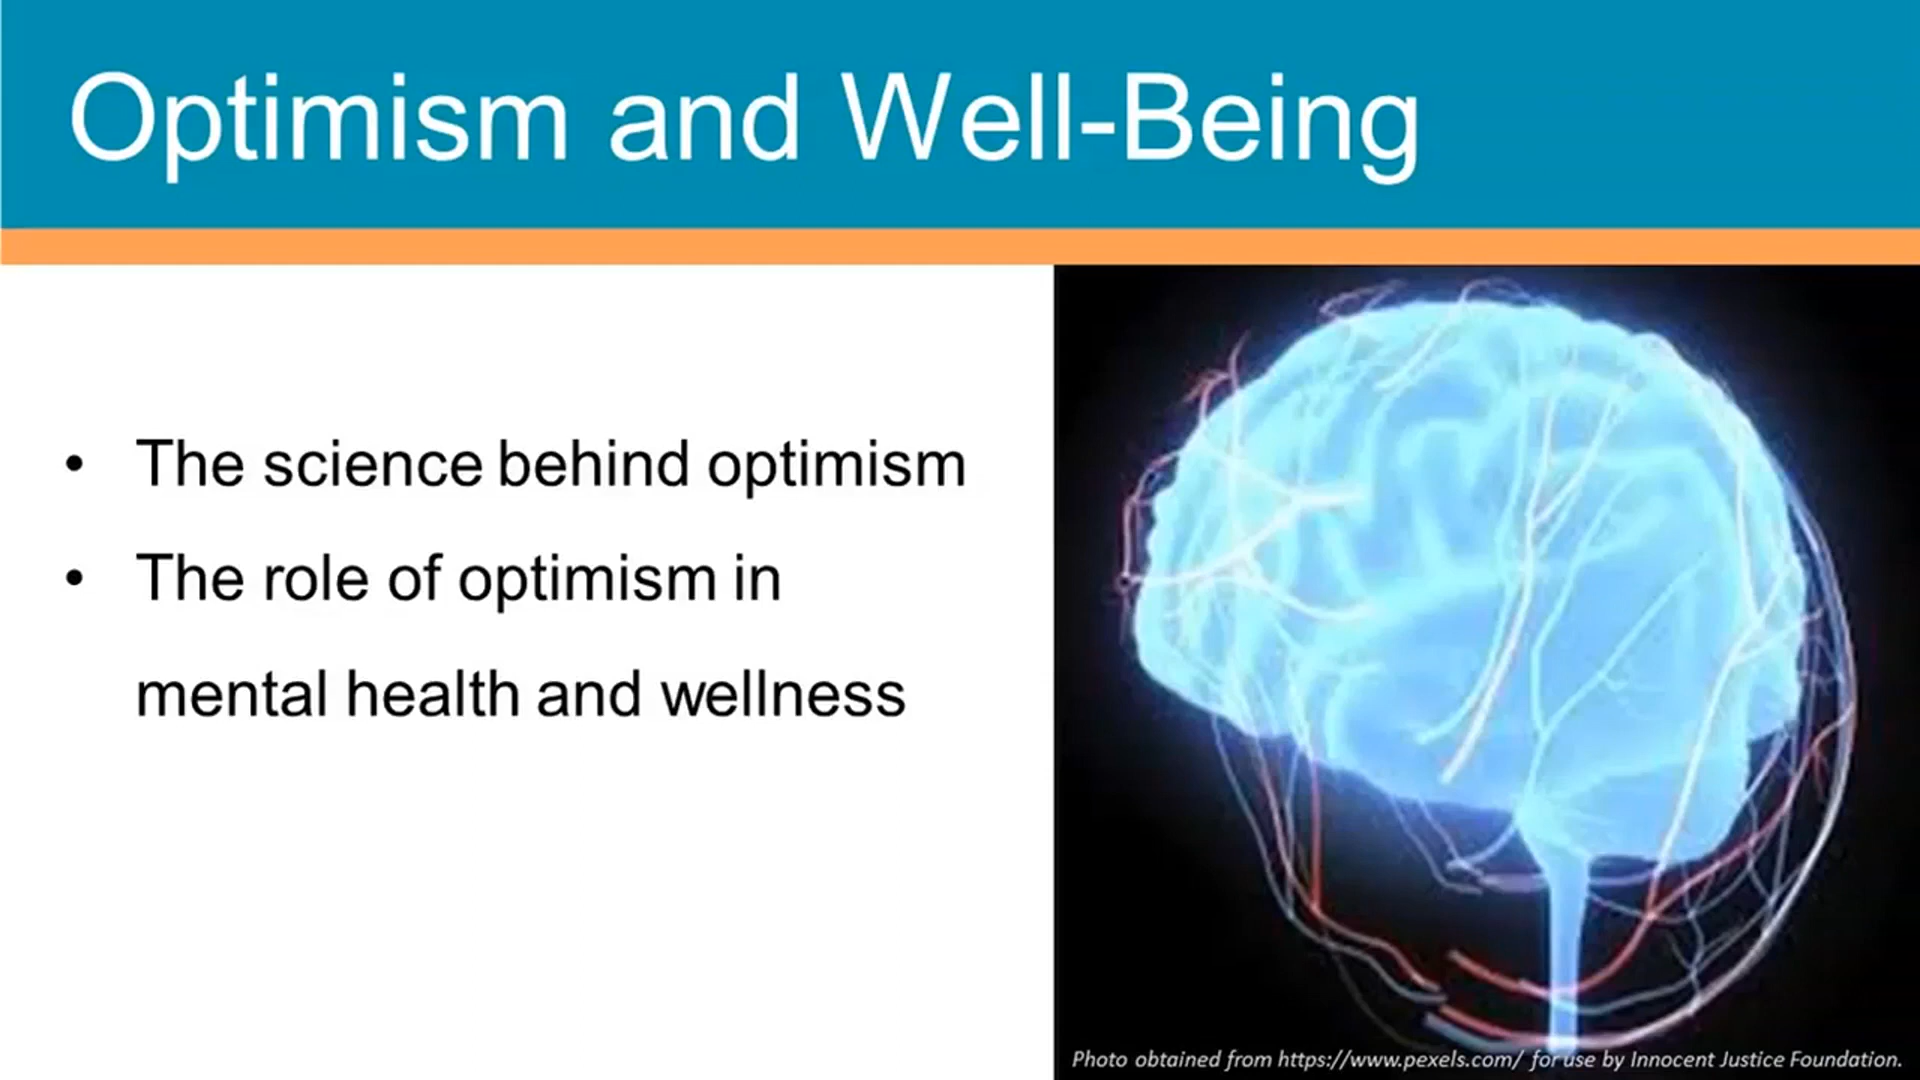 Optimism and Well-Being
• The science behind optimism
• The role of optimism in
mental health and wellness
Photo obtained from https://www.pexels.com/ for use by Innocent Justice Foundation.